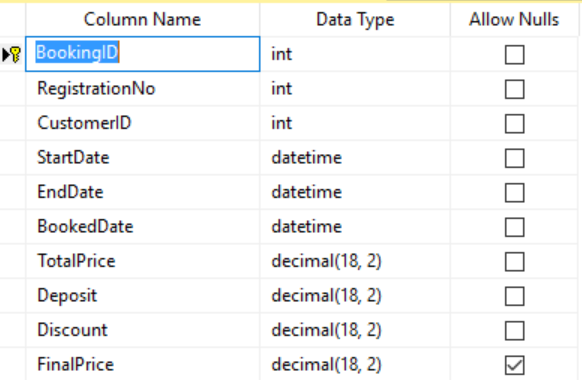 Column Name Data Type Allow Nulls
BookingID int
RegistrationNo int
CustomerID int
StartDate datetime
EndDate datetime
BookedDate datetime
TotalPrice decimal(18, 2)
Deposit decimal(18, 2)
Discount decimal(18, 2)
FinalPrice decimal(18, 2)